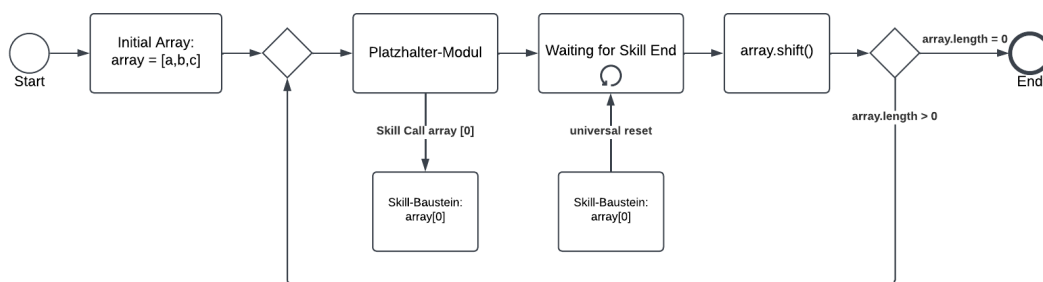 Start
Initial Array:
array = [a,b,c]
Platzhalter-Modul
Waiting for Skill End
array.shift()
array.length = 0
End
array.length > 0
Skill Call array [0]
universal reset
Skill-Baustein:
array[0]
Skill-Baustein:
array[0]